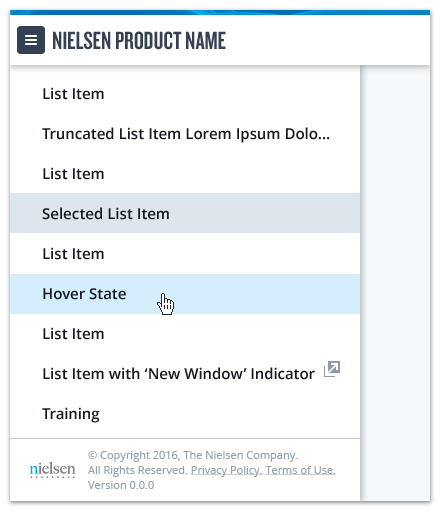 NIELSEN PRODUCT NAME
List Item
Truncated List Item Lorem Ipsum Dolo...
List Item
Selected List Item
List Item
Hover State
List Item
List Item with ‘New Window’ Indicator
Training
nielsen
© Copyright 2016, The Nielsen Company.
All Rights Reserved. Privacy Policy. Terms of Use.
Version 0.0.0